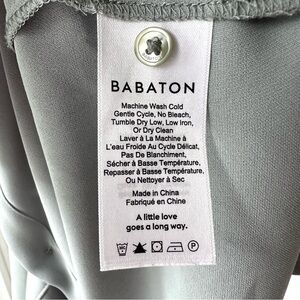 BABATON
Machine Wash Cold
Gentle Cycle, No Bleach,
Tumble Dry Low, Low Iron,
Or Dry Clean
Laver À La Machine À
L'eau Froide Au Cycle Délicat,
Pas De Blanchiment,
Sécher à Basse Température,
Repasser à Basse Température,
Ou Nettoyer à Sec
Made in China
Fabriqué en Chine
A little love
goes a long way.
P